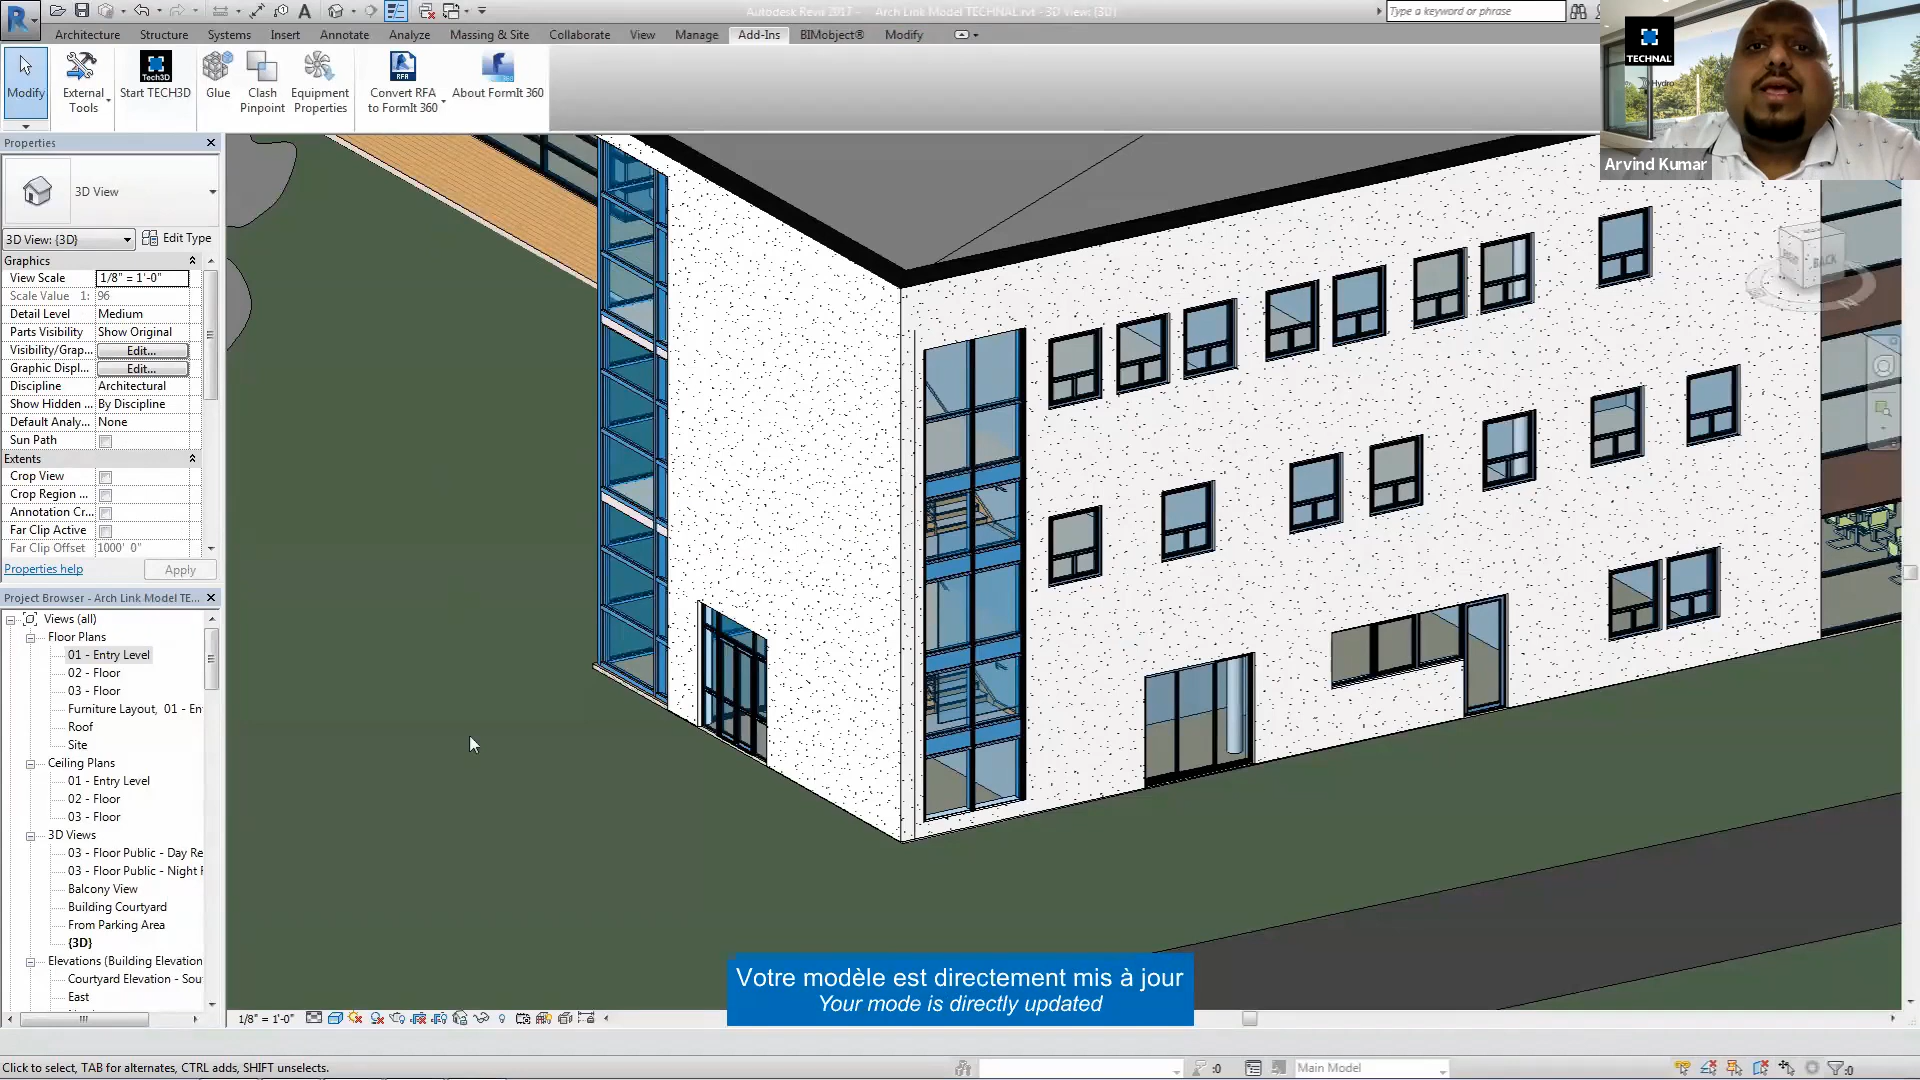 Autodesk Revit 2017 - Arch Link Model TECHNAL.rvt - 3D View: {3D}
Type a keyword or phrase
Architecture Structure Systems Insert Annotate Analyze Massing & Site Collaborate View Manage Add-Ins BIMobject® Modify
Modify
External Tools
Tech3D
Start TECH3D
Glue
Clash Pinpoint
Equipment Properties
RFA
Convert RFA to FormIt 360
360
About FormIt 360
TECHNAL
Hydro
Arvind Kumar
Properties
3D View
3D View: {3D}
Edit Type
Graphics
View Scale 1/8" = 1'-0"
Scale Value 1: 96
Detail Level Medium
Parts Visibility Show Original
Visibility/Grap... Edit...
Graphic Displ... Edit...
Discipline Architectural
Show Hidden ... By Discipline
Default Analy... None
Sun Path
Extents
Crop View
Crop Region ...
Annotation Cr...
Far Clip Active
Far Clip Offset 1000' 0"
Properties help Apply
Project Browser - Arch Link Model TE...
Views (all)
Floor Plans
01 - Entry Level
02 - Floor
03 - Floor
Furniture Layout, 01 - En
Roof
Site
Ceiling Plans
01 - Entry Level
02 - Floor
03 - Floor
3D Views
03 - Floor Public - Day Re
03 - Floor Public - Night R
Balcony View
Building Courtyard
From Parking Area
{3D}
Elevations (Building Elevation
Courtyard Elevation - Sou
East
BACK
Votre modèle est directement mis à jour
Your mode is directly updated
1/8" = 1'-0"
Click to select, TAB for alternates, CTRL adds, SHIFT unselects.
:0
Main Model
:0